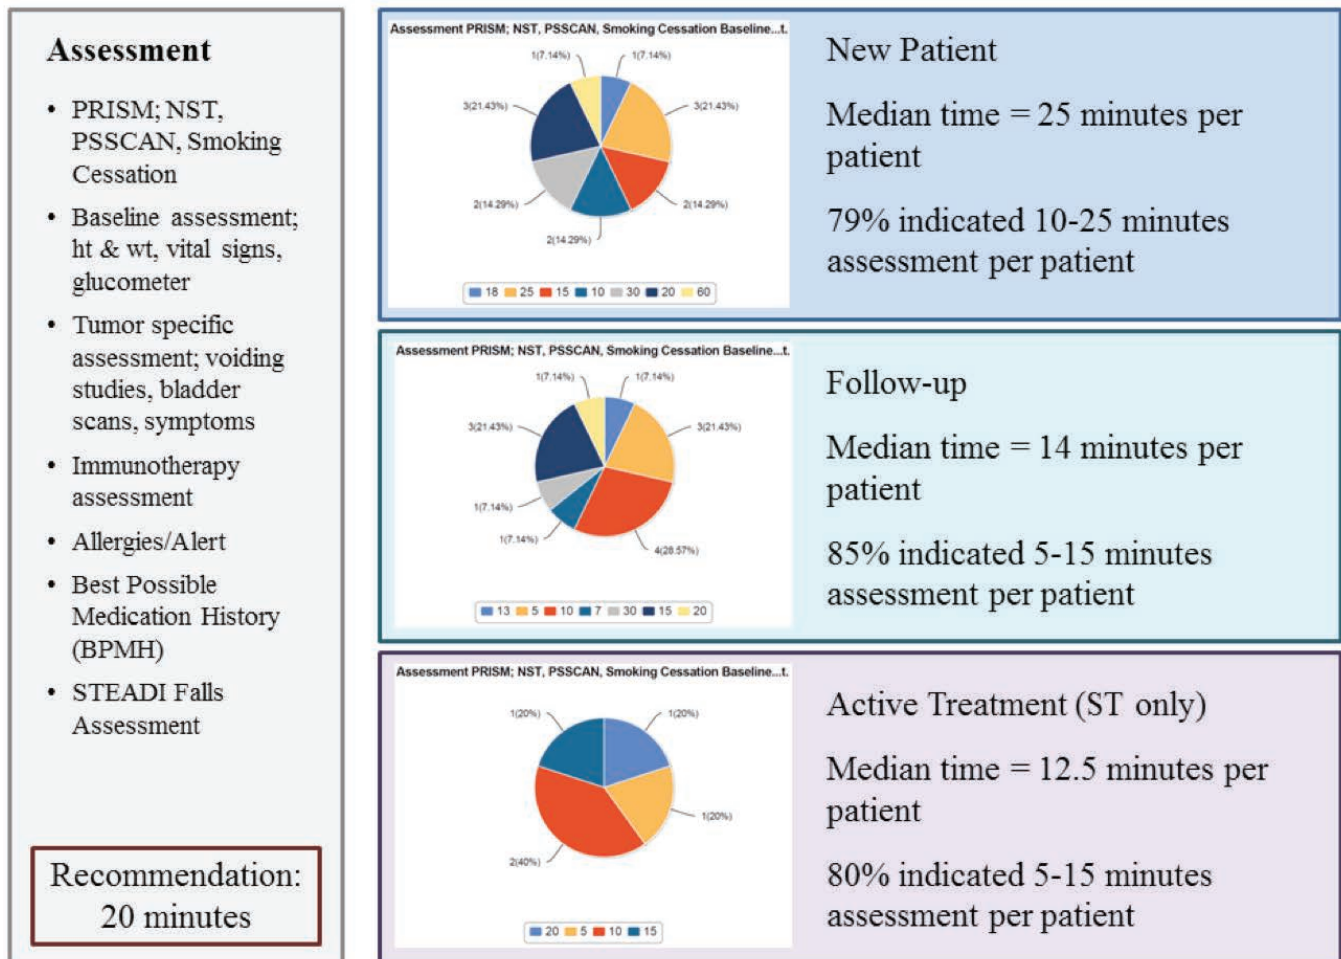 Assessment
• PRISM; NST,
PSSCAN, Smoking
Cessation
• Baseline assessment;
ht & wt, vital signs,
glucometer
• Tumor specific
assessment; voiding
studies, bladder
scans, symptoms
• Immunotherapy
assessment
• Allergies/Alert
• Best Possible
Medication History
(BPMH)
• STEADI Falls
Assessment
Recommendation:
20 minutes
Assessment PRISM; NST, PSSCAN, Smoking Cessation Baseline...t.
1(7.14%)
1(7.14%)
3(21.43%)
3(21.43%)
2(14.29%)
2(14.29%)
2(14.29%)
18 25 15 10 30 20 60
New Patient
Median time = 25 minutes per
patient
79% indicated 10-25 minutes
assessment per patient
Assessment PRISM; NST, PSSCAN, Smoking Cessation Baseline...t.
1(7.14%)
1(7.14%)
3(21.43%)
3(21.43%)
1(7.14%)
1(7.14%)
4(28.57%)
13 5 10 7 30 15 20
Follow-up
Median time = 14 minutes per
patient
85% indicated 5-15 minutes
assessment per patient
Assessment PRISM; NST, PSSCAN, Smoking Cessation Baseline...t.
1(20%)
1(20%)
1(20%)
2(40%)
20 5 10 15
Active Treatment (ST only)
Median time = 12.5 minutes per
patient
80% indicated 5-15 minutes
assessment per patient